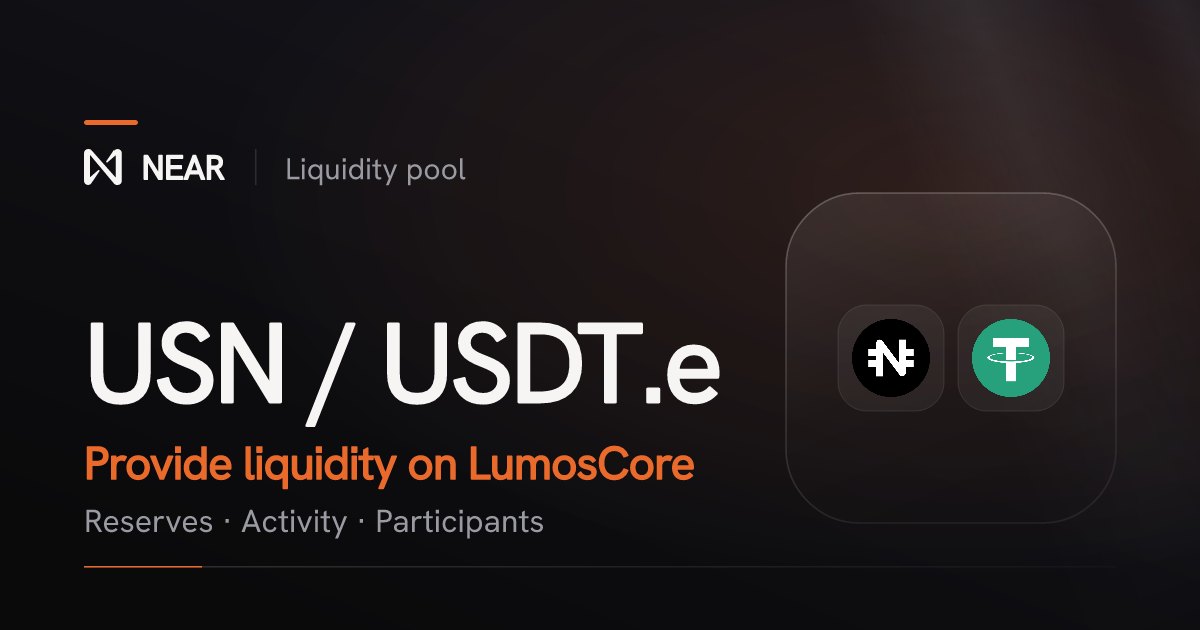 NEAR | Liquidity pool
USN / USDT.e
Provide liquidity on LumosCore
Reserves · Activity · Participants